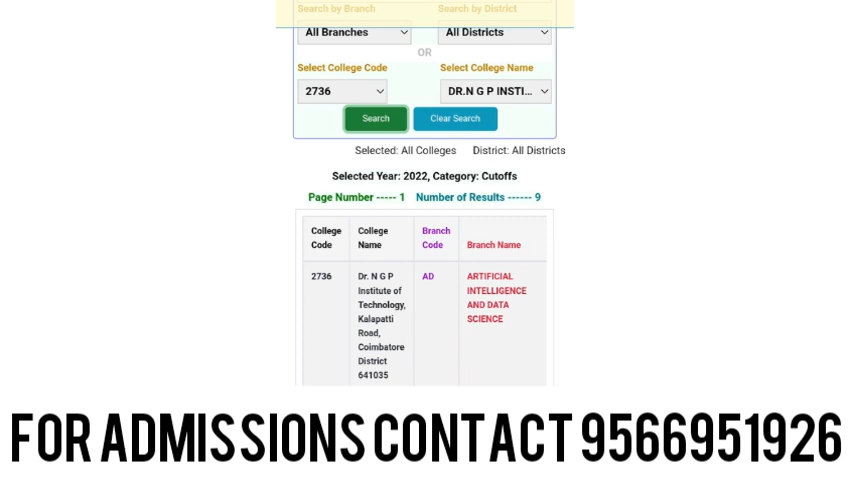 Search by Branch
Search by District
All Branches
All Districts
OR
Select College Code
Select College Name
2736
DR.N G P INSTI...
Search
Clear Search
Selected: All Colleges District: All Districts
Selected Year: 2022, Category: Cutoffs
Page Number ----- 1 Number of Results ------ 9
College Code
College Name
Branch Code
Branch Name
2736
Dr. N G P
Institute of
Technology,
Kalapatti
Road,
Coimbatore
District
641035
AD
ARTIFICIAL
INTELLIGENCE
AND DATA
SCIENCE
FOR ADMISSIONS CONTACT 9566951926